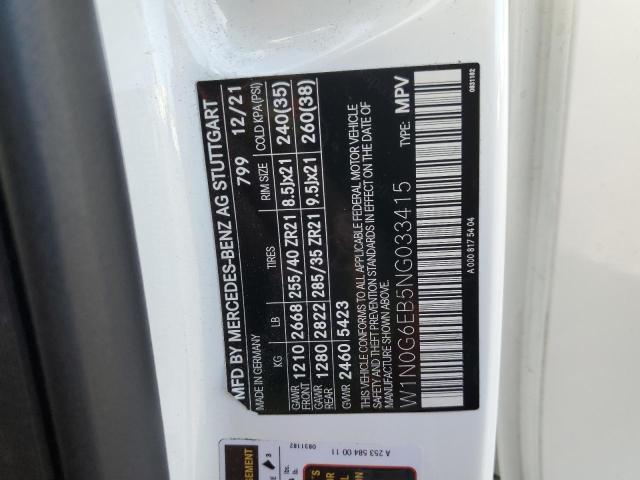 MFD BY MERCEDES-BENZ AG STUTTGART
MADE IN GERMANY 799 12/21
KG LB TIRES RIM SIZE COLD KPA(PSI)
GAWR FRONT 1210 2668 255/40 ZR21 8.5Jx21 240(35)
GAWR REAR 1280 2822 285/35 ZR21 9.5Jx21 260(38)
GVWR 2460 5423
THIS VEHICLE CONFORMS TO ALL APPLICABLE FEDERAL MOTOR VEHICLE
SAFETY, BUMPER, AND THEFT PREVENTION STANDARDS IN EFFECT ON THE DATE OF
MANUFACTURE SHOWN ABOVE.
W1N0G6EB5NG033415 TYPE: MPV
A 000 817 54 04 0831182
A 253 584 00 11
0831182
lbs.
lb.